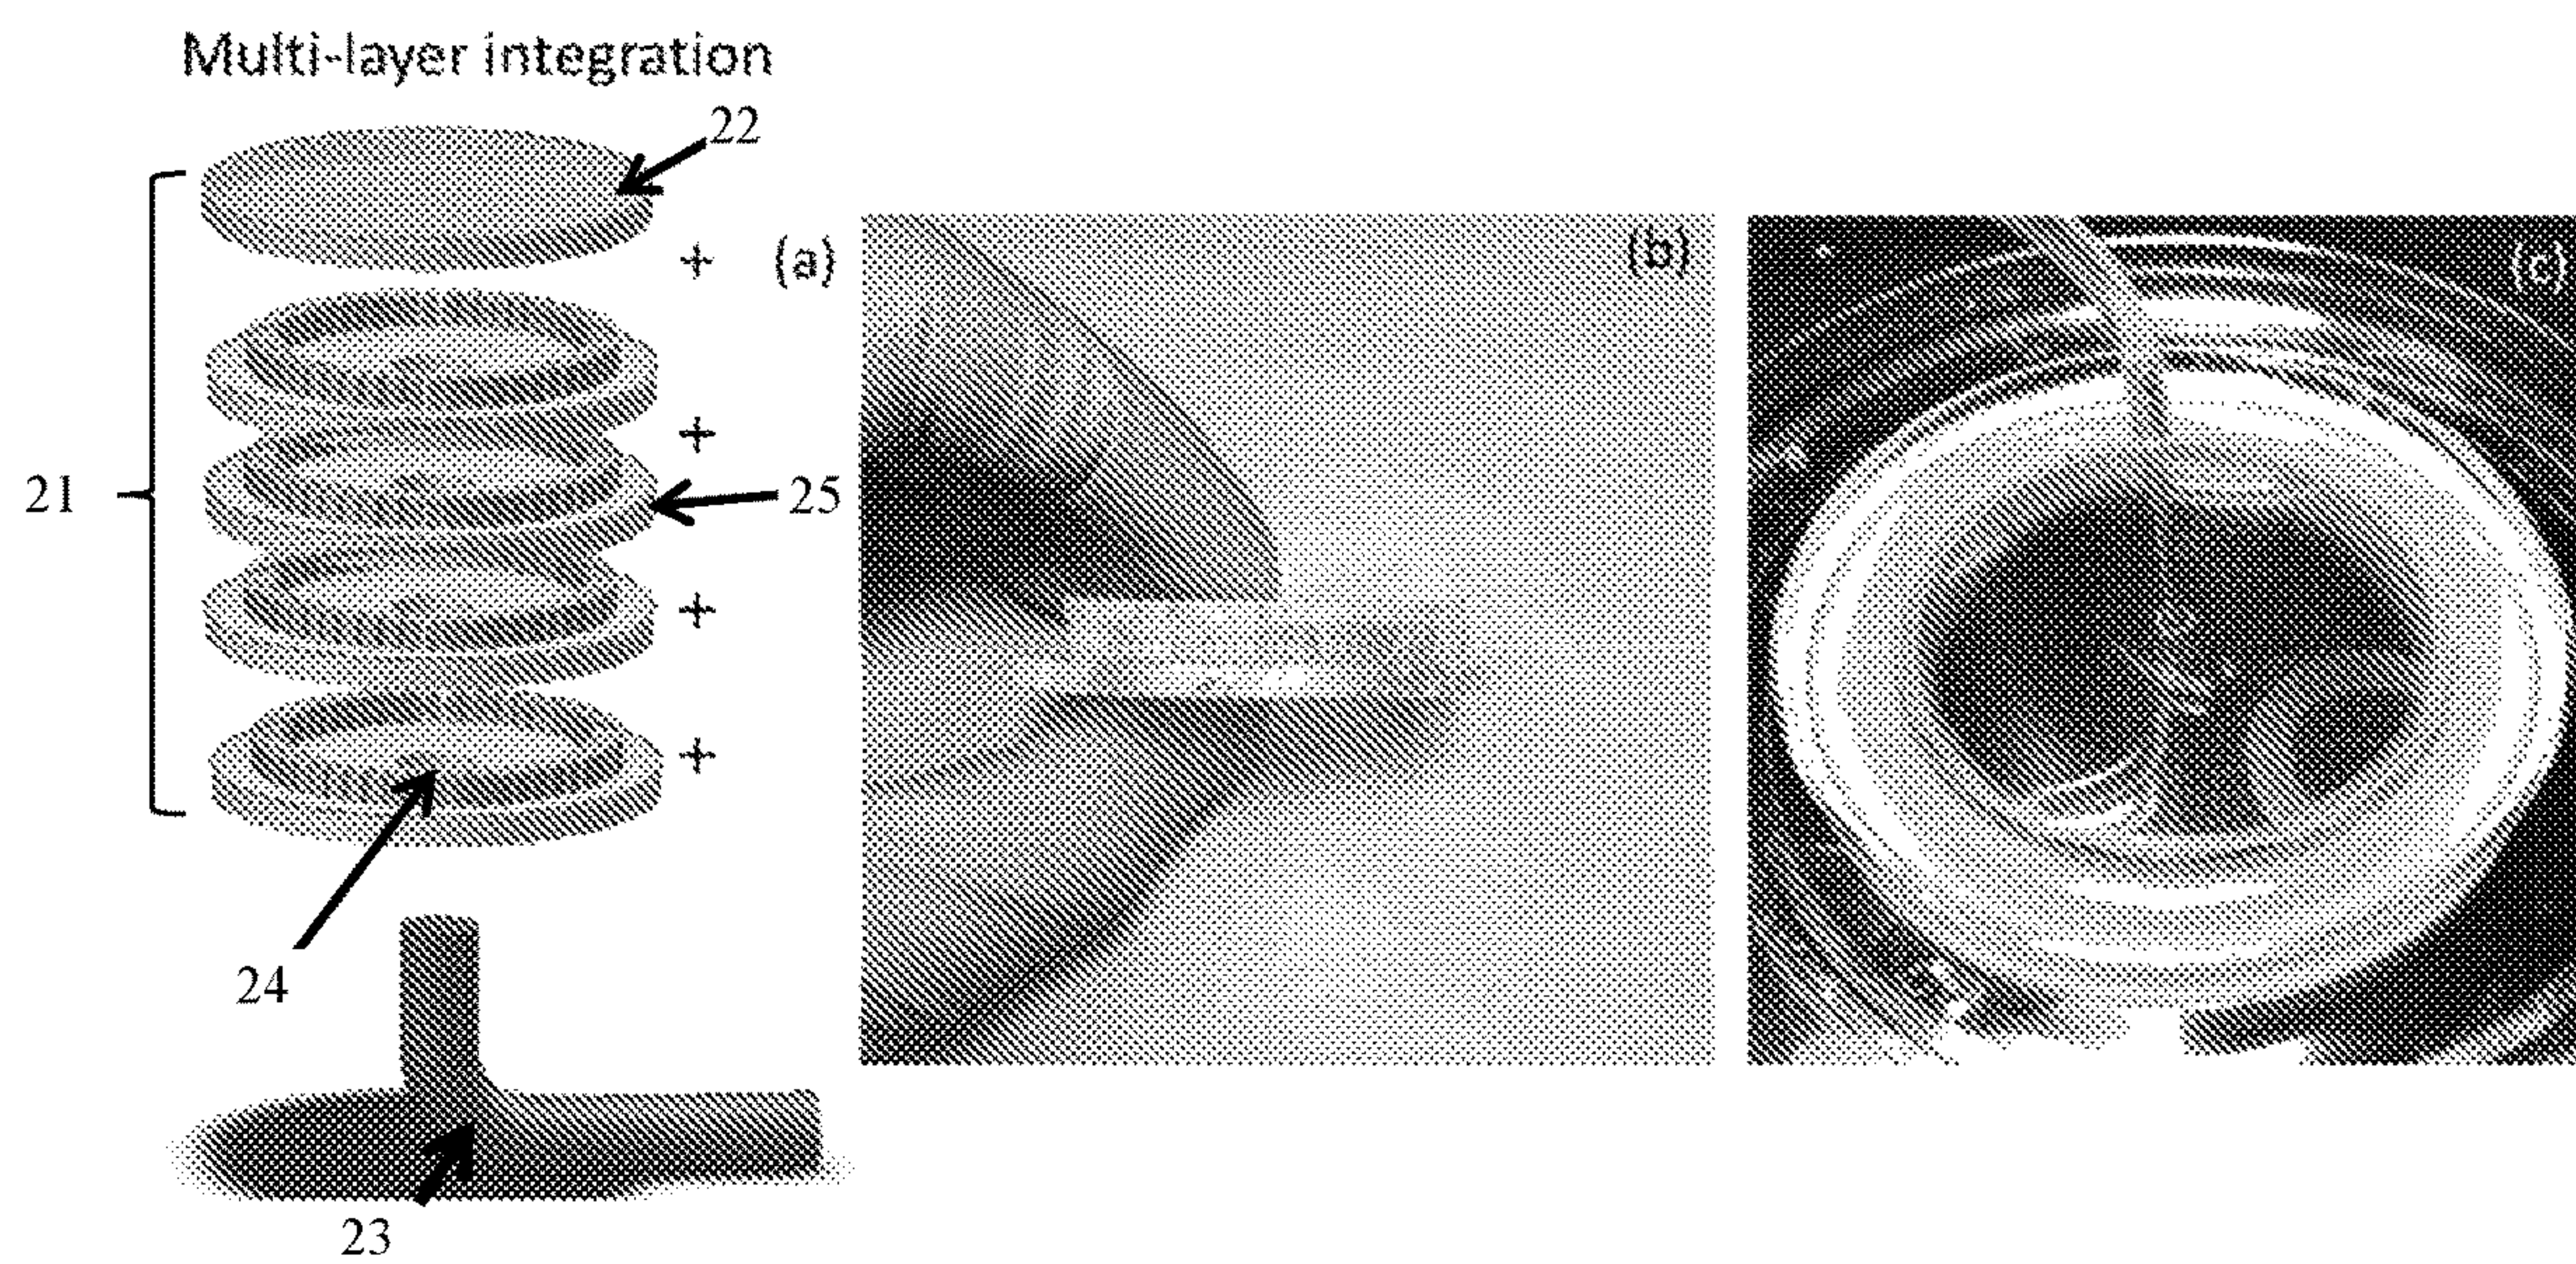 Multi-layer integration
22
+ (a)
(b)
(c)
+
21
25
+
+
24
23